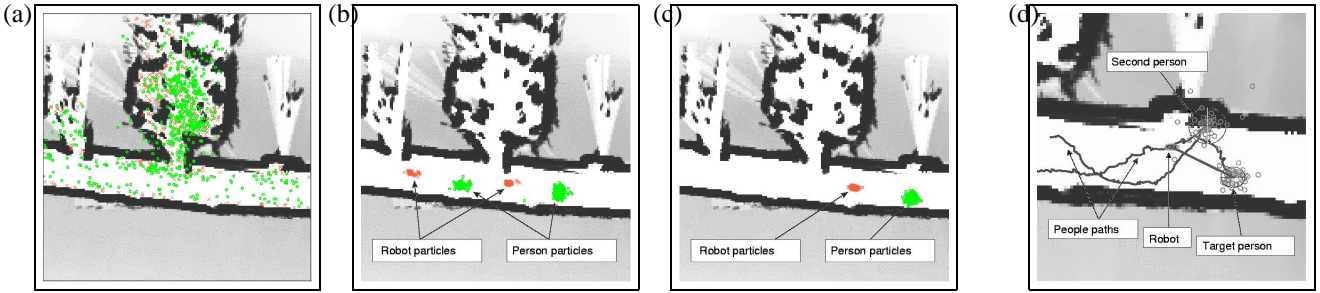 (a)
(b)
Robot particles
Person particles
(c)
Robot particles
Person particles
(d)
Second person
People paths
Robot
Target person